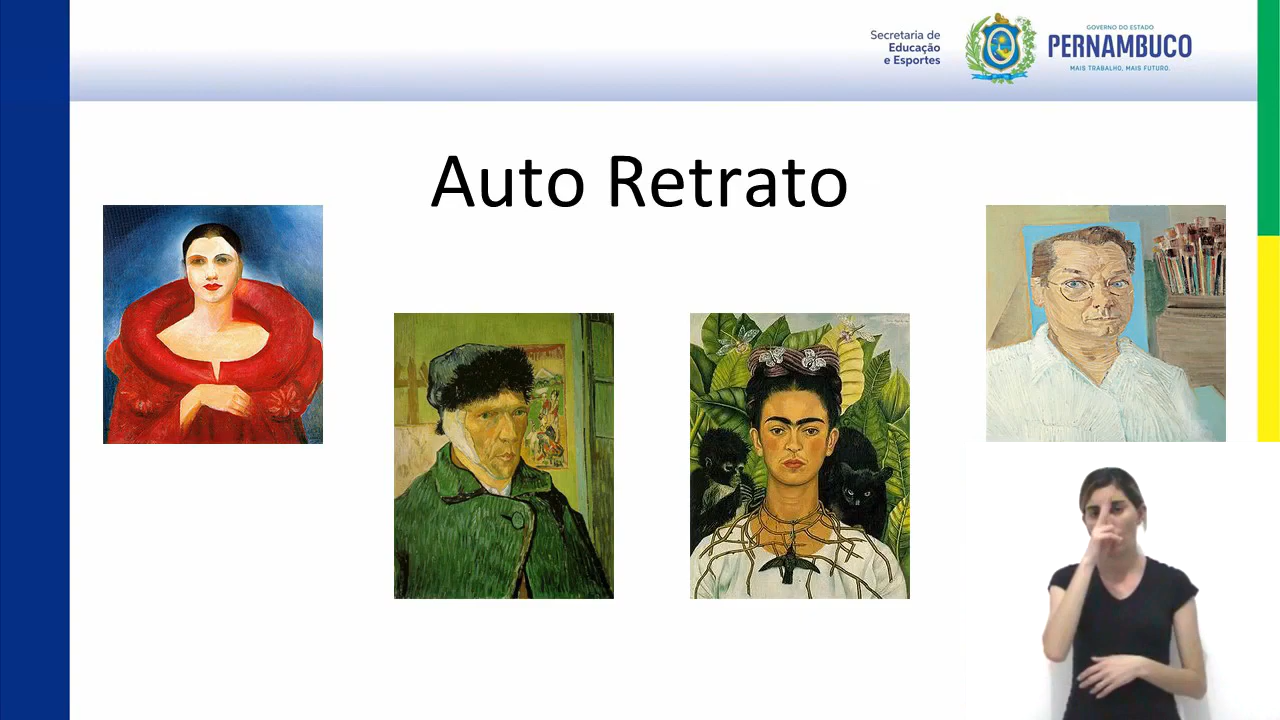 Secretaria de
Educação
e Esportes
GOVERNO DO ESTADO
PERNAMBUCO
MAIS TRABALHO, MAIS FUTURO.
Auto Retrato